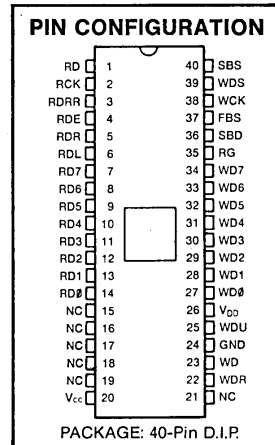 PIN CONFIGURATION
RD 1 40 SBS
RCK 2 39 WDS
RDRR 3 38 WCK
RDE 4 37 FBS
RDR 5 36 SBD
RDL 6 35 RG
RD7 7 34 WD7
RD6 8 33 WD6
RD5 9 32 WD5
RD4 10 31 WD4
RD3 11 30 WD3
RD2 12 29 WD2
RD1 13 28 WD1
RDØ 14 27 WDØ
NC 15 26 VDD
NC 16 25 WDU
NC 17 24 GND
NC 18 23 WD
NC 19 22 WDR
Vcc 20 21 NC
PACKAGE: 40-Pin D.I.P.